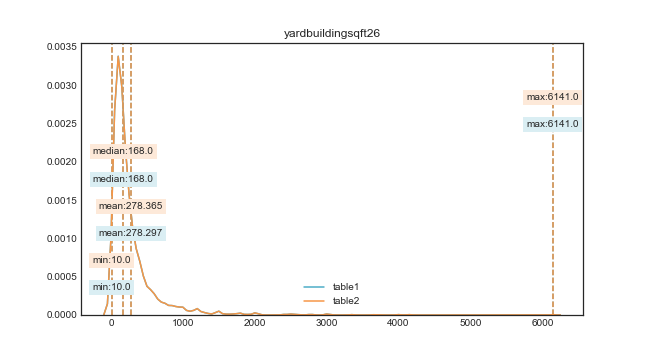 yardbuildingsqft26
0.0035
0.0030
0.0025
0.0020
0.0015
0.0010
0.0005
0.0000
max:6141.0
max:6141.0
median:168.0
median:168.0
mean:278.365
mean:278.297
min:10.0
min:10.0
table1
table2
0 1000 2000 3000 4000 5000 6000